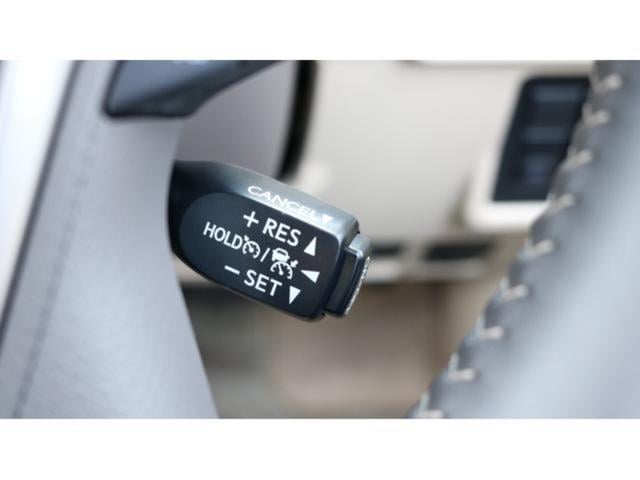 CANCEL▼
+ RES ▲
HOLD /
− SET ▼